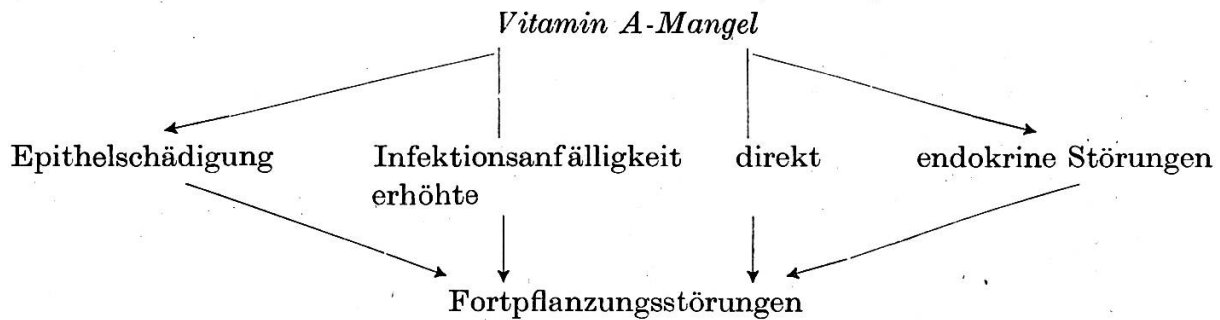 Vitamin A-Mangel
Epithelschädigung Infektionsanfälligkeit direkt endokrine Störungen
erhöhte
Fortpflanzungsstörungen